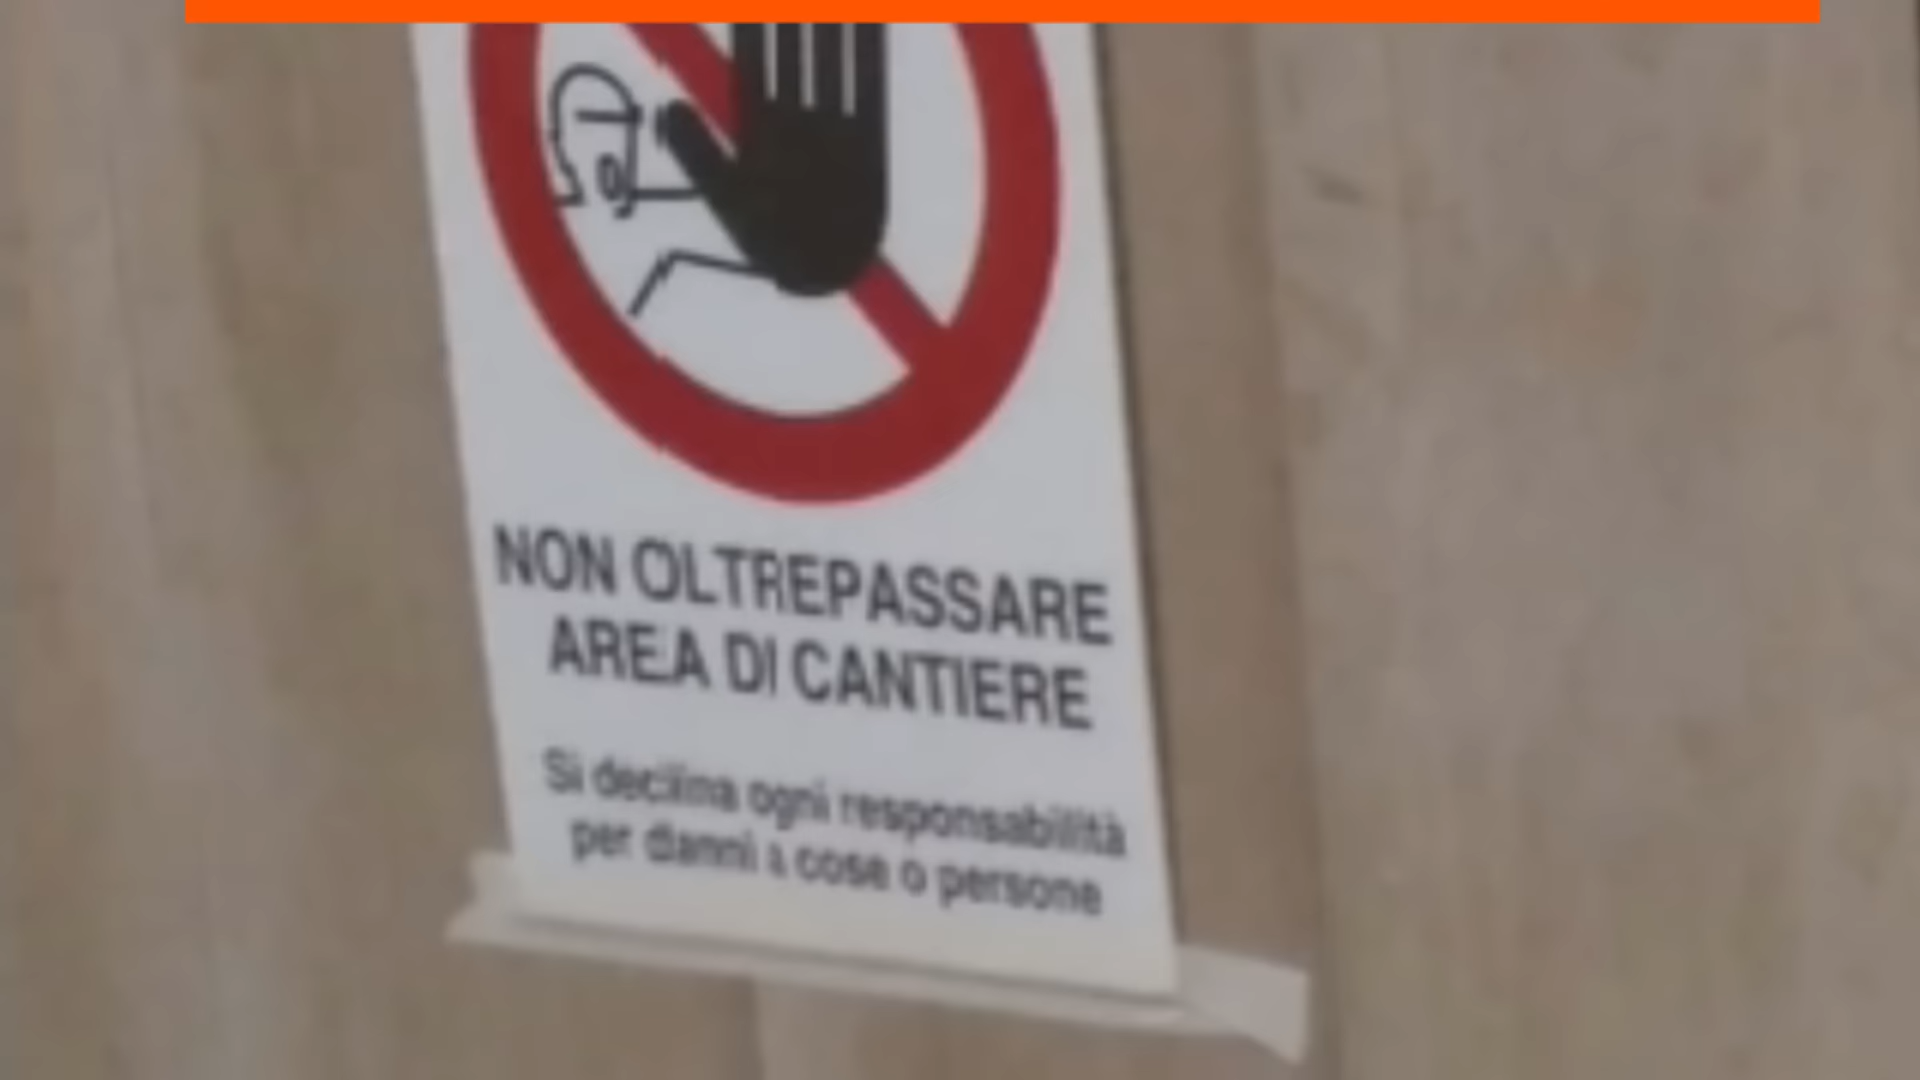 NON OLTREPASSARE
AREA DI CANTIERE
Si declina ogni responsabilità
per danni a cose o persone